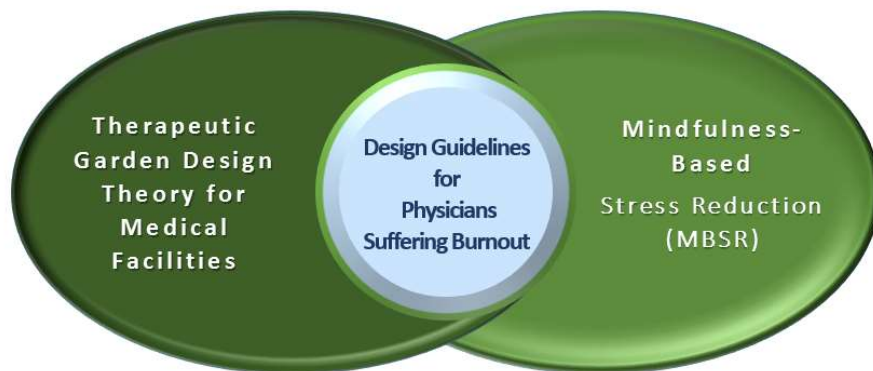 Therapeutic
Garden Design
Theory for
Medical
Facilities
Design Guidelines
for
Physicians
Suffering Burnout
Mindfulness-
Based
Stress Reduction
(MBSR)